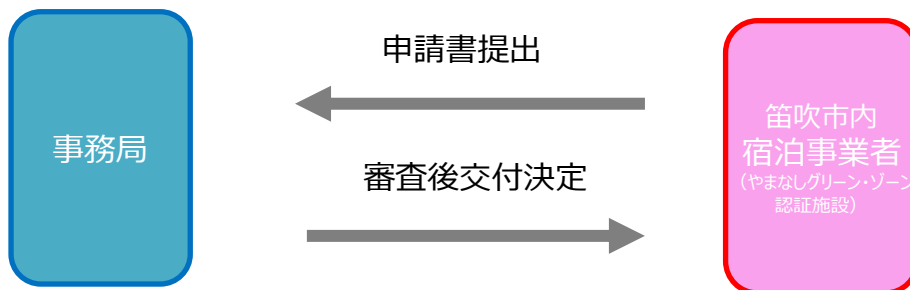 申請書提出
事務局
審査後交付決定
笛吹市内
宿泊事業者
（やまなしグリーン・ゾーン
認証施設）